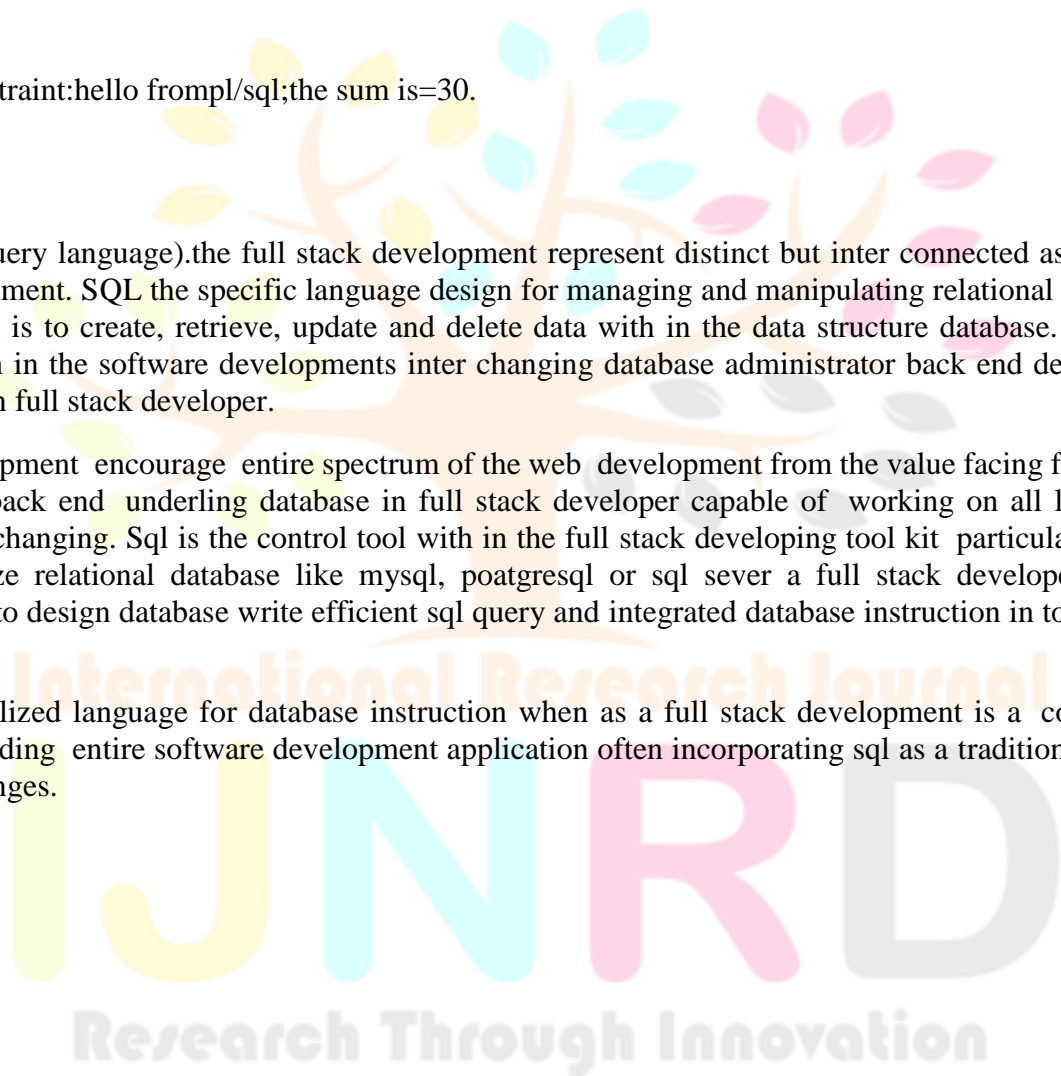 traint:hello frompl/sql;the sum is=30.
uery language).the full stack development represent distinct but inter connected as
ment. SQL the specific language design for managing and manipulating relational
is to create, retrieve, update and delete data with in the data structure database.
in the software developments inter changing database administrator back end de
full stack developer.
pment encourage entire spectrum of the web development from the value facing f
ack end underling database in full stack developer capable of working on all l
changing. Sql is the control tool with in the full stack developing tool kit particula
ze relational database like mysql, poatgresql or sql sever a full stack develope
to design database write efficient sql query and integrated database instruction in to
International Research Journal
lized language for database instruction when as a full stack development is a co
ding entire software development application often incorporating sql as a tradition
nges.
IJNRD
Research Through Innovation